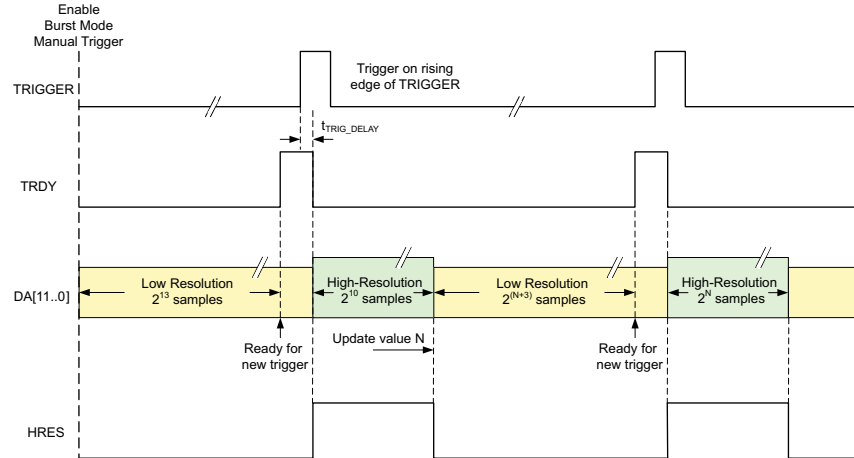 Enable
Burst Mode
Manual Trigger
TRIGGER
Trigger on rising
edge of TRIGGER
tTRIG_DELAY
TRDY
DA[11..0]
Low Resolution
2^13 samples
High-Resolution
2^10 samples
Low Resolution
2^(N+3) samples
High-Resolution
2^N samples
Ready for
new trigger
Update value N
Ready for
new trigger
HRES